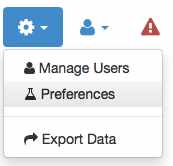 Manage Users
Preferences
Export Data